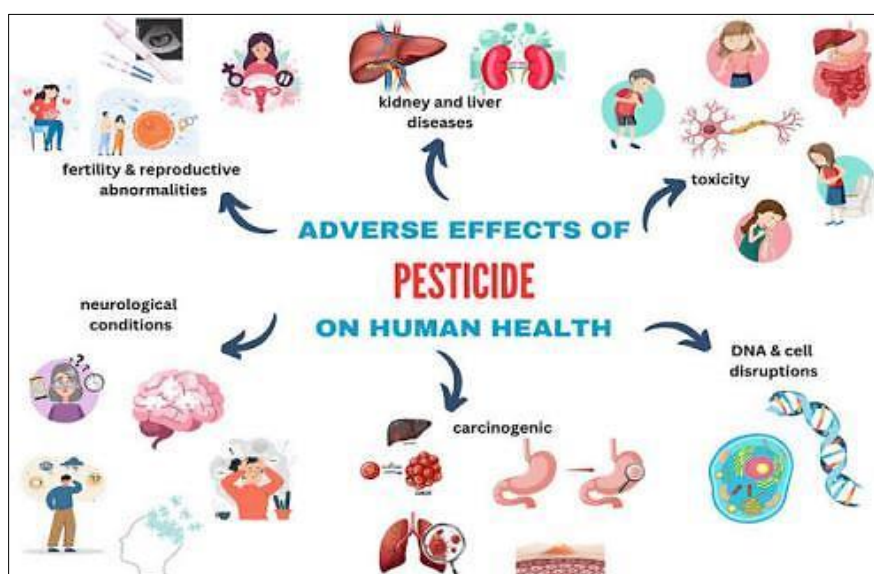 kidney and liver
diseases
fertility & reproductive
abnormalities
toxicity
ADVERSE EFFECTS OF
PESTICIDE
ON HUMAN HEALTH
neurological
conditions
DNA & cell
disruptions
carcinogenic